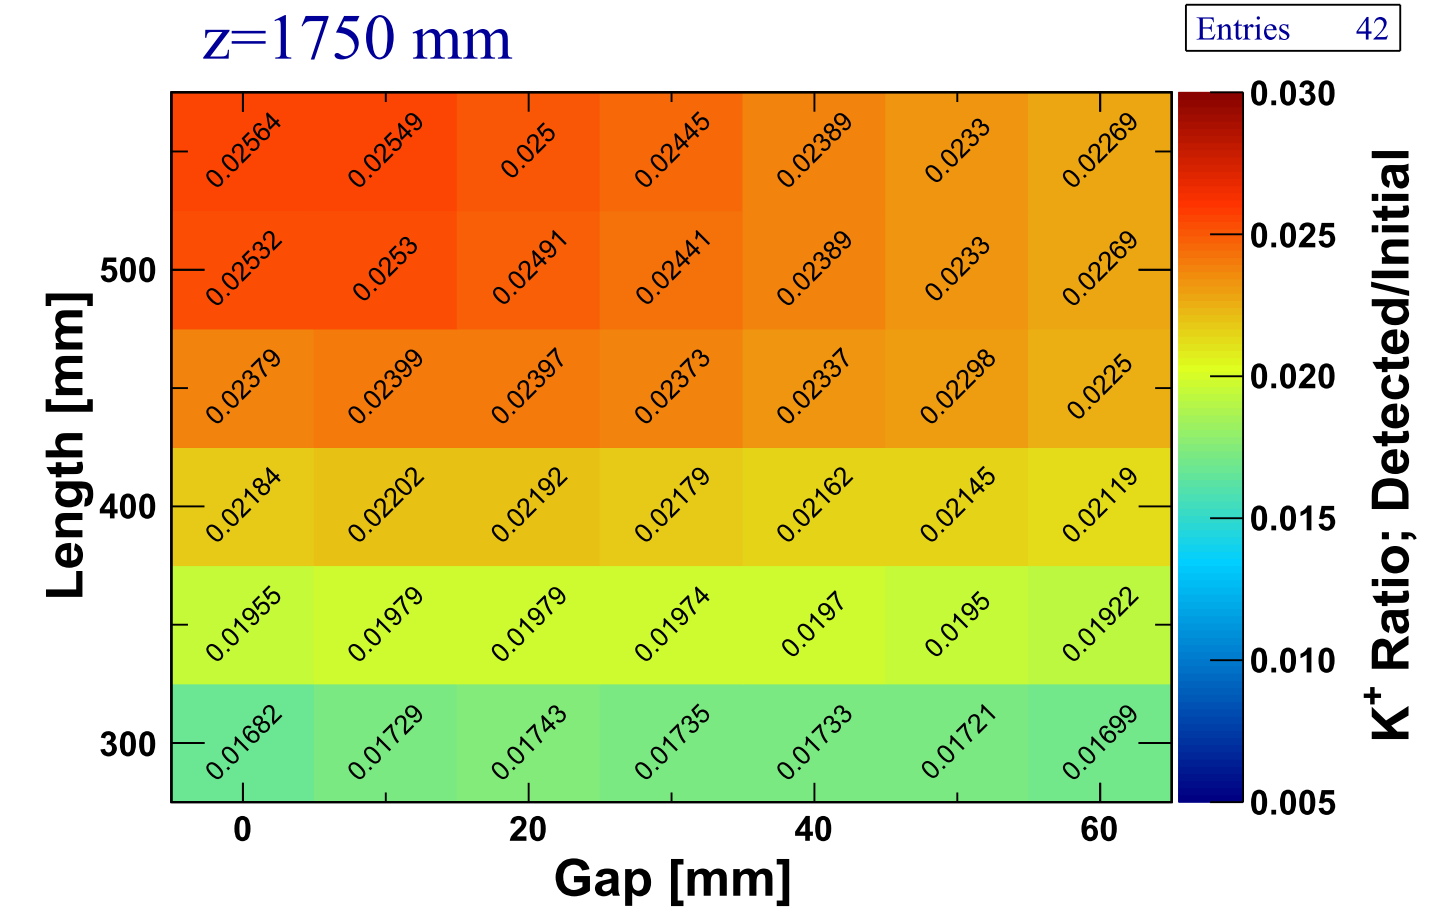 z=1750 mm
Entries 42
0.02564 0.02549 0.025 0.02445 0.02389 0.0233 0.02269
0.02532 0.0253 0.02491 0.02441 0.02389 0.0233 0.02269
0.02379 0.02399 0.02397 0.02373 0.02337 0.02298 0.0225
0.02184 0.02202 0.02192 0.02179 0.02162 0.02145 0.02119
0.01955 0.01979 0.01979 0.01974 0.0197 0.0195 0.01922
0.01682 0.01729 0.01743 0.01735 0.01733 0.01721 0.01699
500
400
300
Length [mm]
0 20 40 60
Gap [mm]
0.030
0.025
0.020
0.015
0.010
0.005
K+ Ratio; Detected/Initial